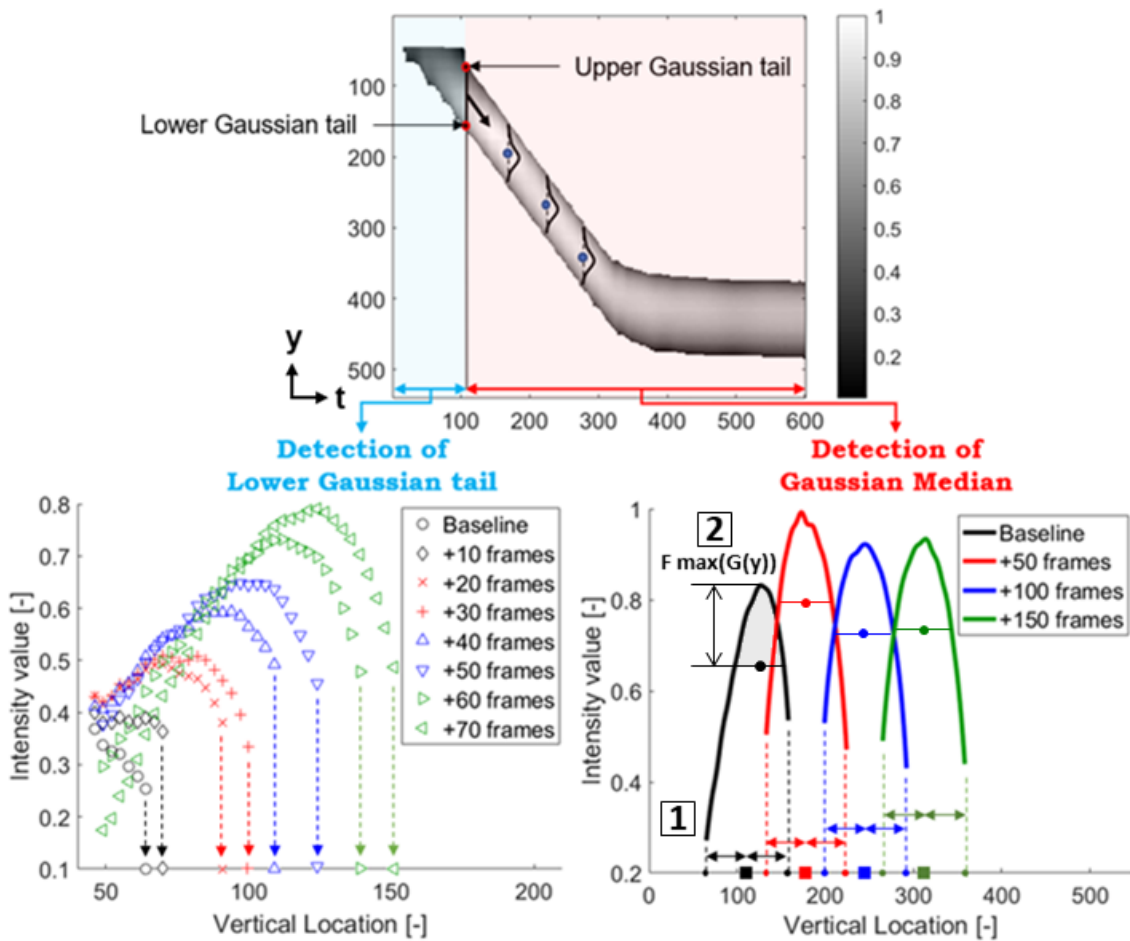 1
0.9
0.8
0.7
0.6
0.5
0.4
0.3
0.2
100
200
300
400
500
100 200 300 400 500 600
y
t
Upper Gaussian tail
Lower Gaussian tail
Detection of
Lower Gaussian tail
Detection of
Gaussian Median
0.8
0.7
0.6
0.5
0.4
0.3
0.2
0.1
Intensity value [-]
50 100 150 200
Vertical Location [-]
Baseline
+10 frames
+20 frames
+30 frames
+40 frames
+50 frames
+60 frames
+70 frames
1
0.8
0.6
0.4
0.2
Intensity value [-]
0 100 200 300 400 500
Vertical Location [-]
2
F max(G(y))
1
Baseline
+50 frames
+100 frames
+150 frames